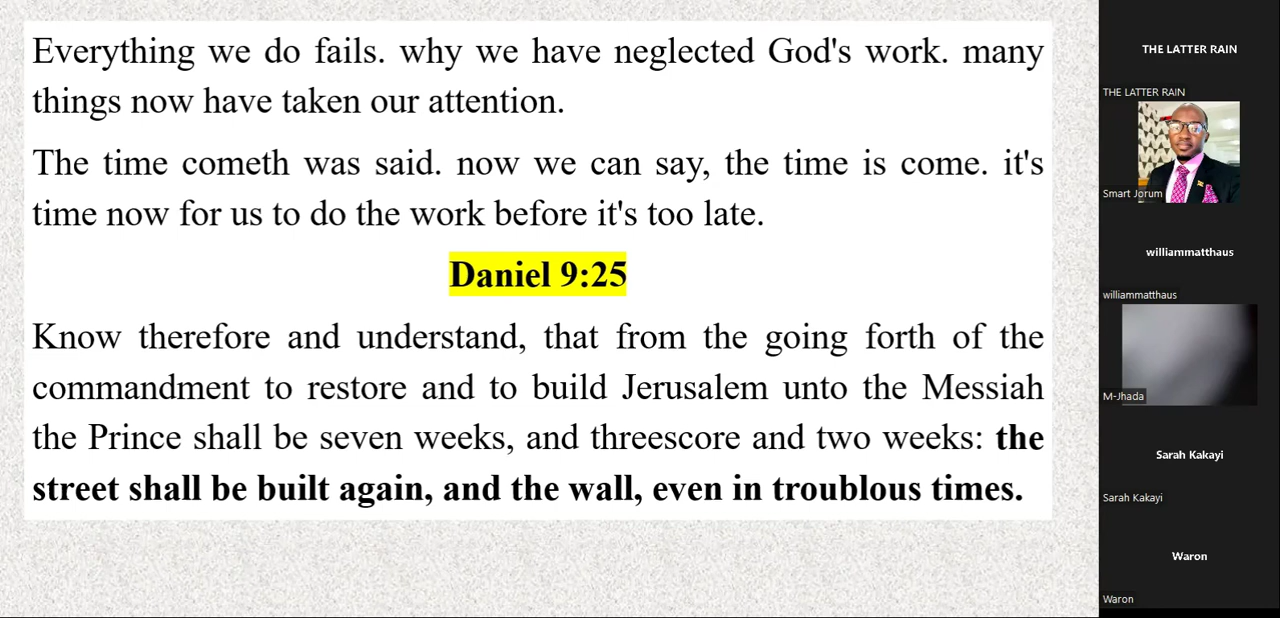 Everything we do fails. why we have neglected God's work. many
things now have taken our attention.
The time cometh was said. now we can say, the time is come. it's
time now for us to do the work before it's too late.
Daniel 9:25
Know therefore and understand, that from the going forth of the
commandment to restore and to build Jerusalem unto the Messiah
the Prince shall be seven weeks, and threescore and two weeks: the
street shall be built again, and the wall, even in troublous times.
THE LATTER RAIN
THE LATTER RAIN
Smart Jorum
williammatthaus
williammatthaus
M-Jhada
Sarah Kakayi
Sarah Kakayi
Waron
Waron